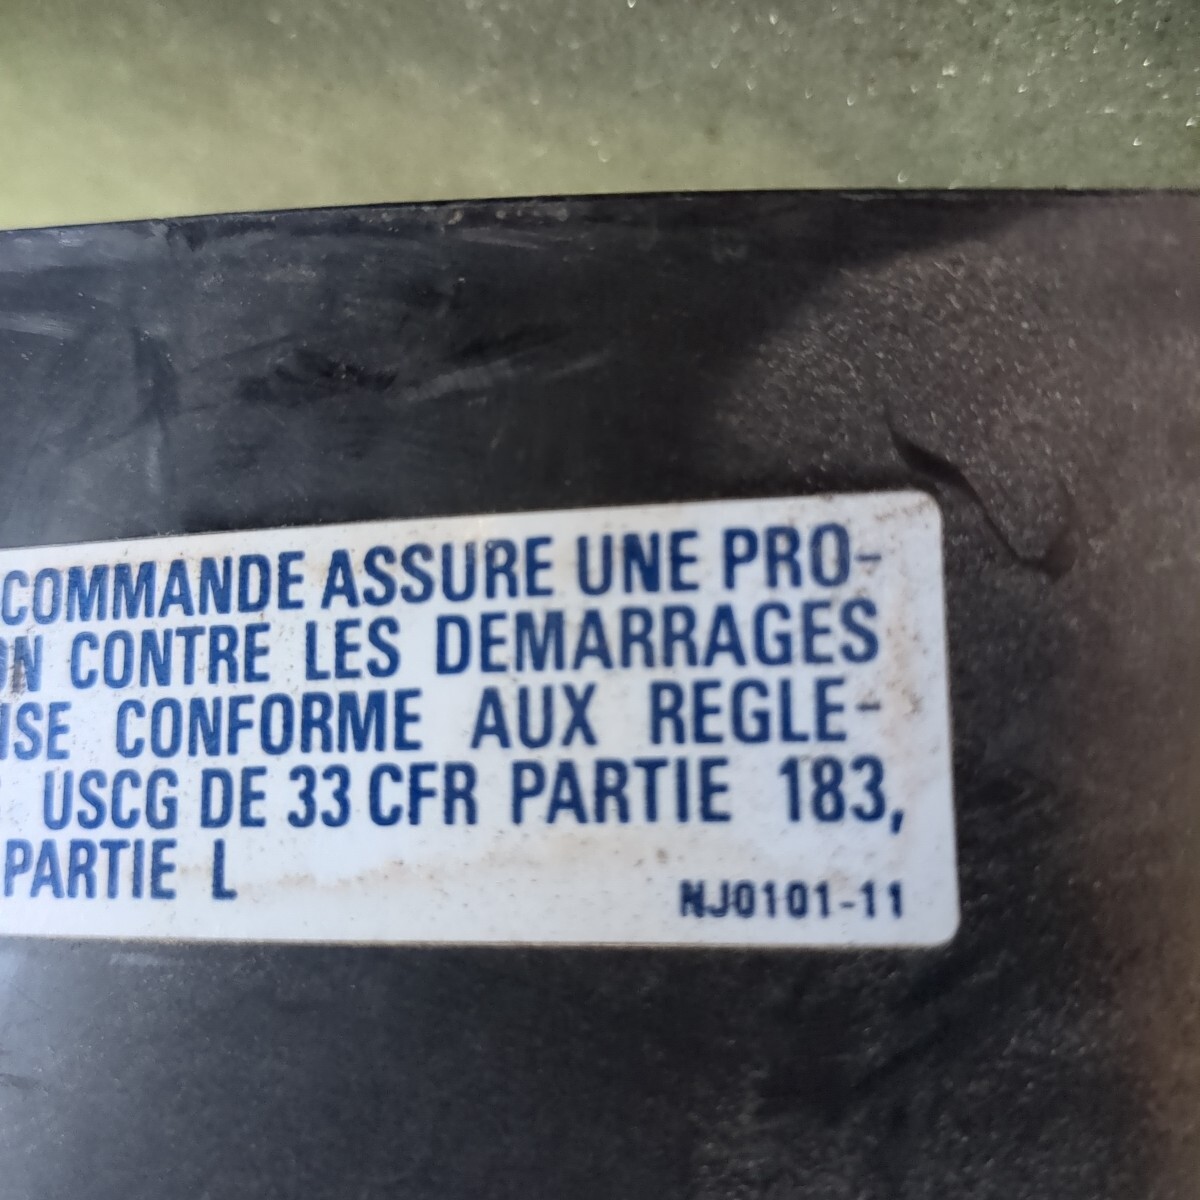 COMMANDE ASSURE UNE PRO-
ON CONTRE LES DEMARRAGES
ISE CONFORME AUX REGLE-
USCG DE 33 CFR PARTIE 183,
PARTIE L
NJ0101-11